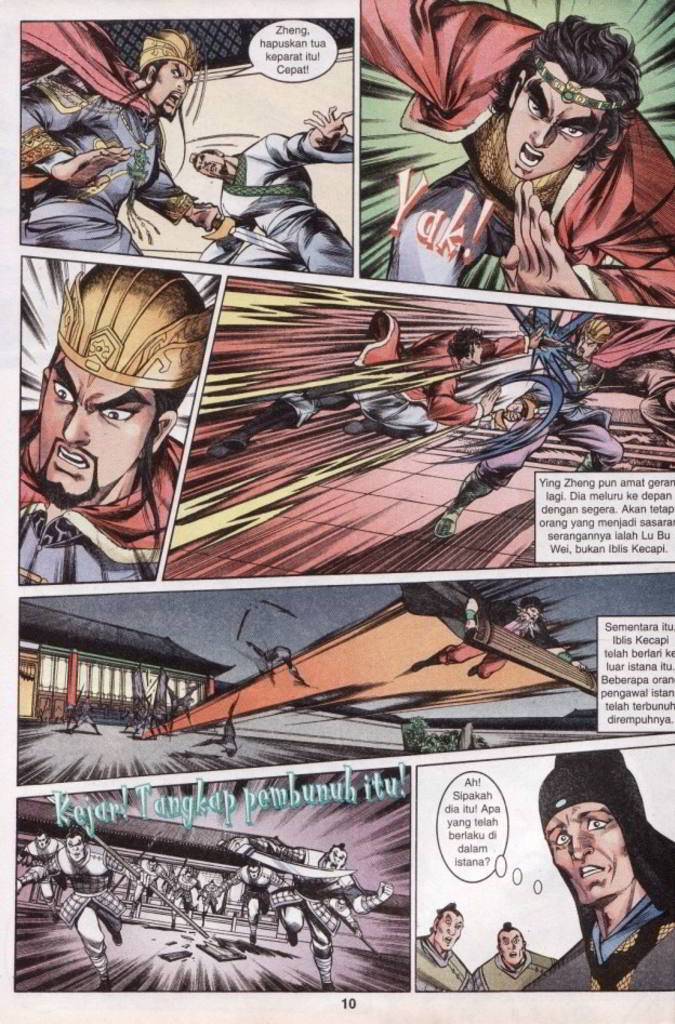 Zheng,
hapuskan tua
keparat itu!
Cepat!
Yak!
Ying Zheng pun amat geram
lagi. Dia meluru ke depan
dengan segera. Akan tetapi
orang yang menjadi sasaran
serangannya ialah Lu Bu
Wei, bukan Iblis Kecapi.
Sementara itu,
Iblis Kecapi
telah berlari ke
luar istana itu.
Beberapa orang
pengawal istana
telah terbunuh
dirempuhnya.
Kejar! Tangkap pembunuh itu!
Ah!
Sipakah
dia itu! Apa
yang telah
berlaku di
dalam
istana?
10